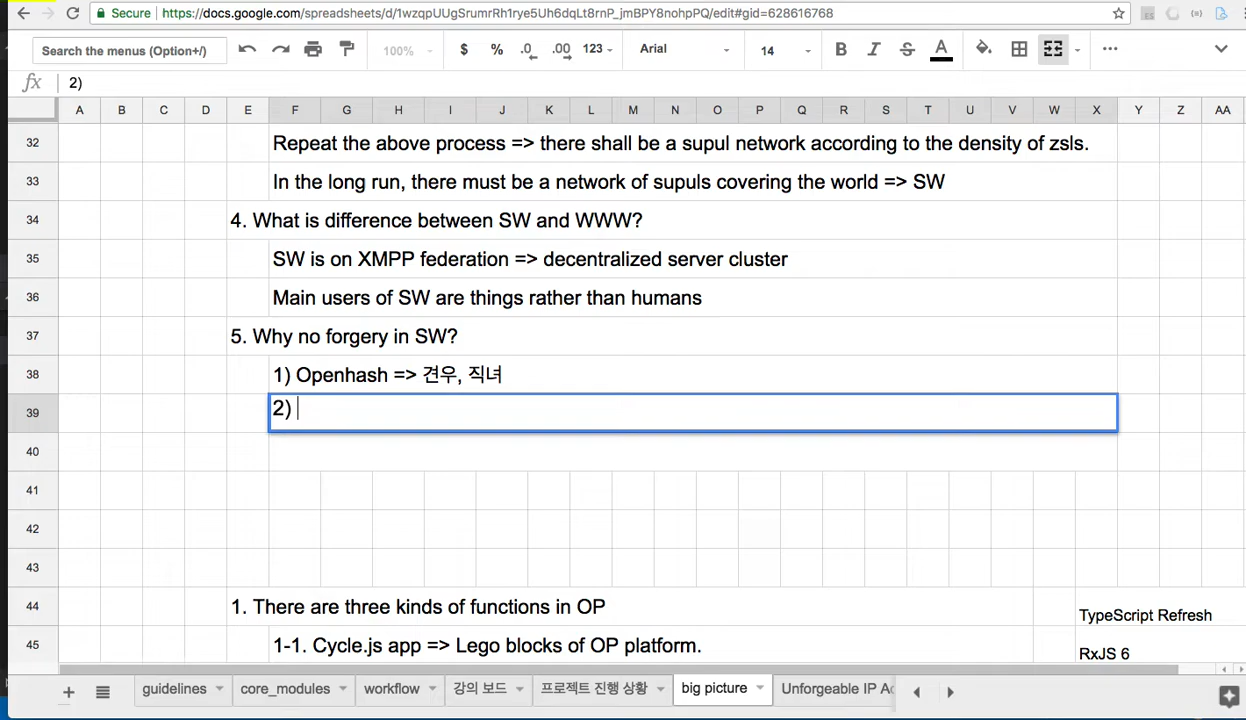 Secure https://docs.google.com/spreadsheets/d/1wzqpUUgSrumrRh1rye5Uh6dqLt8rnP_jmBPY8nohpPQ/edit#gid=628616768
Search the menus (Option+/) 100% $ % .0 .00 123 Arial 14 B I S A
fx 2)
A B C D E F G H I J K L M N O P Q R S T U V W X Y Z AA
32 Repeat the above process => there shall be a supul network according to the density of zsls.
33 In the long run, there must be a network of supuls covering the world => SW
34 4. What is difference between SW and WWW?
35 SW is on XMPP federation => decentralized server cluster
36 Main users of SW are things rather than humans
37 5. Why no forgery in SW?
38 1) Openhash => 견우, 직녀
39 2)
40
41
42
43
44 1. There are three kinds of functions in OP TypeScript Refresh
45 1-1. Cycle.js app => Lego blocks of OP platform. RxJS 6
guidelines core_modules workflow 강의 보드 프로젝트 진행 상황 big picture Unforgeable IP Ac